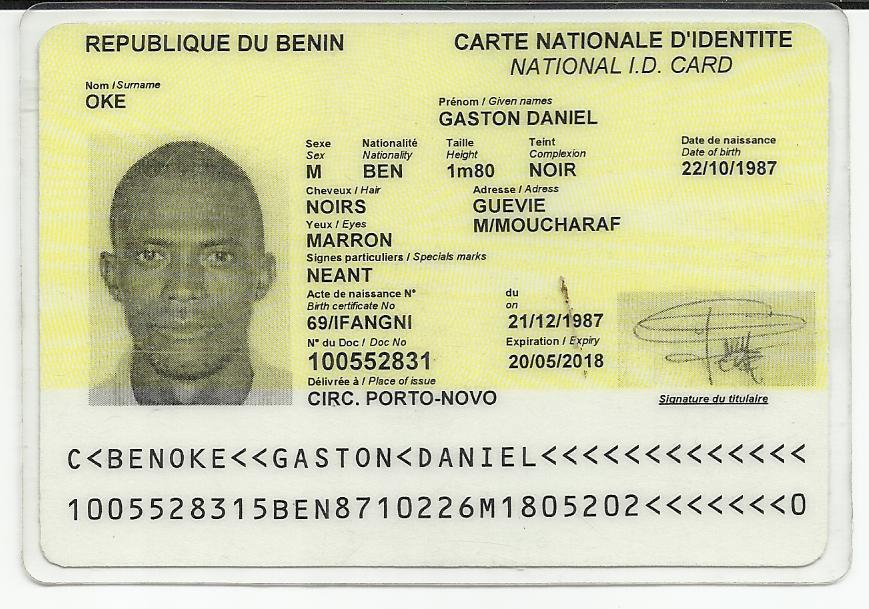 REPUBLIQUE DU BENIN
CARTE NATIONALE D'IDENTITE
NATIONAL I.D. CARD
Nom / Surname
OKE
Prénom / Given names
GASTON DANIEL
Sexe Nationalité Taille Teint Date de naissance
Sex Nationality Height Complexion Date of birth
M BEN 1m80 NOIR 22/10/1987
Cheveux / Hair Adresse / Adress
NOIRS GUEVIE
Yeux / Eyes M/MOUCHARAF
MARRON
Signes particuliers / Specials marks
NEANT
Acte de naissance N° du
Birth certificate No on
69/IFANGNI 21/12/1987
N° du Doc / Doc No Expiration / Expiry
100552831 20/05/2018
Délivrée à / Place of issue
CIRC. PORTO-NOVO
Signature du titulaire
C<BENOKE<<GASTON<DANIEL<<<<<<<<<<<<<
1005528315BEN8710226M1805202<<<<<<<0